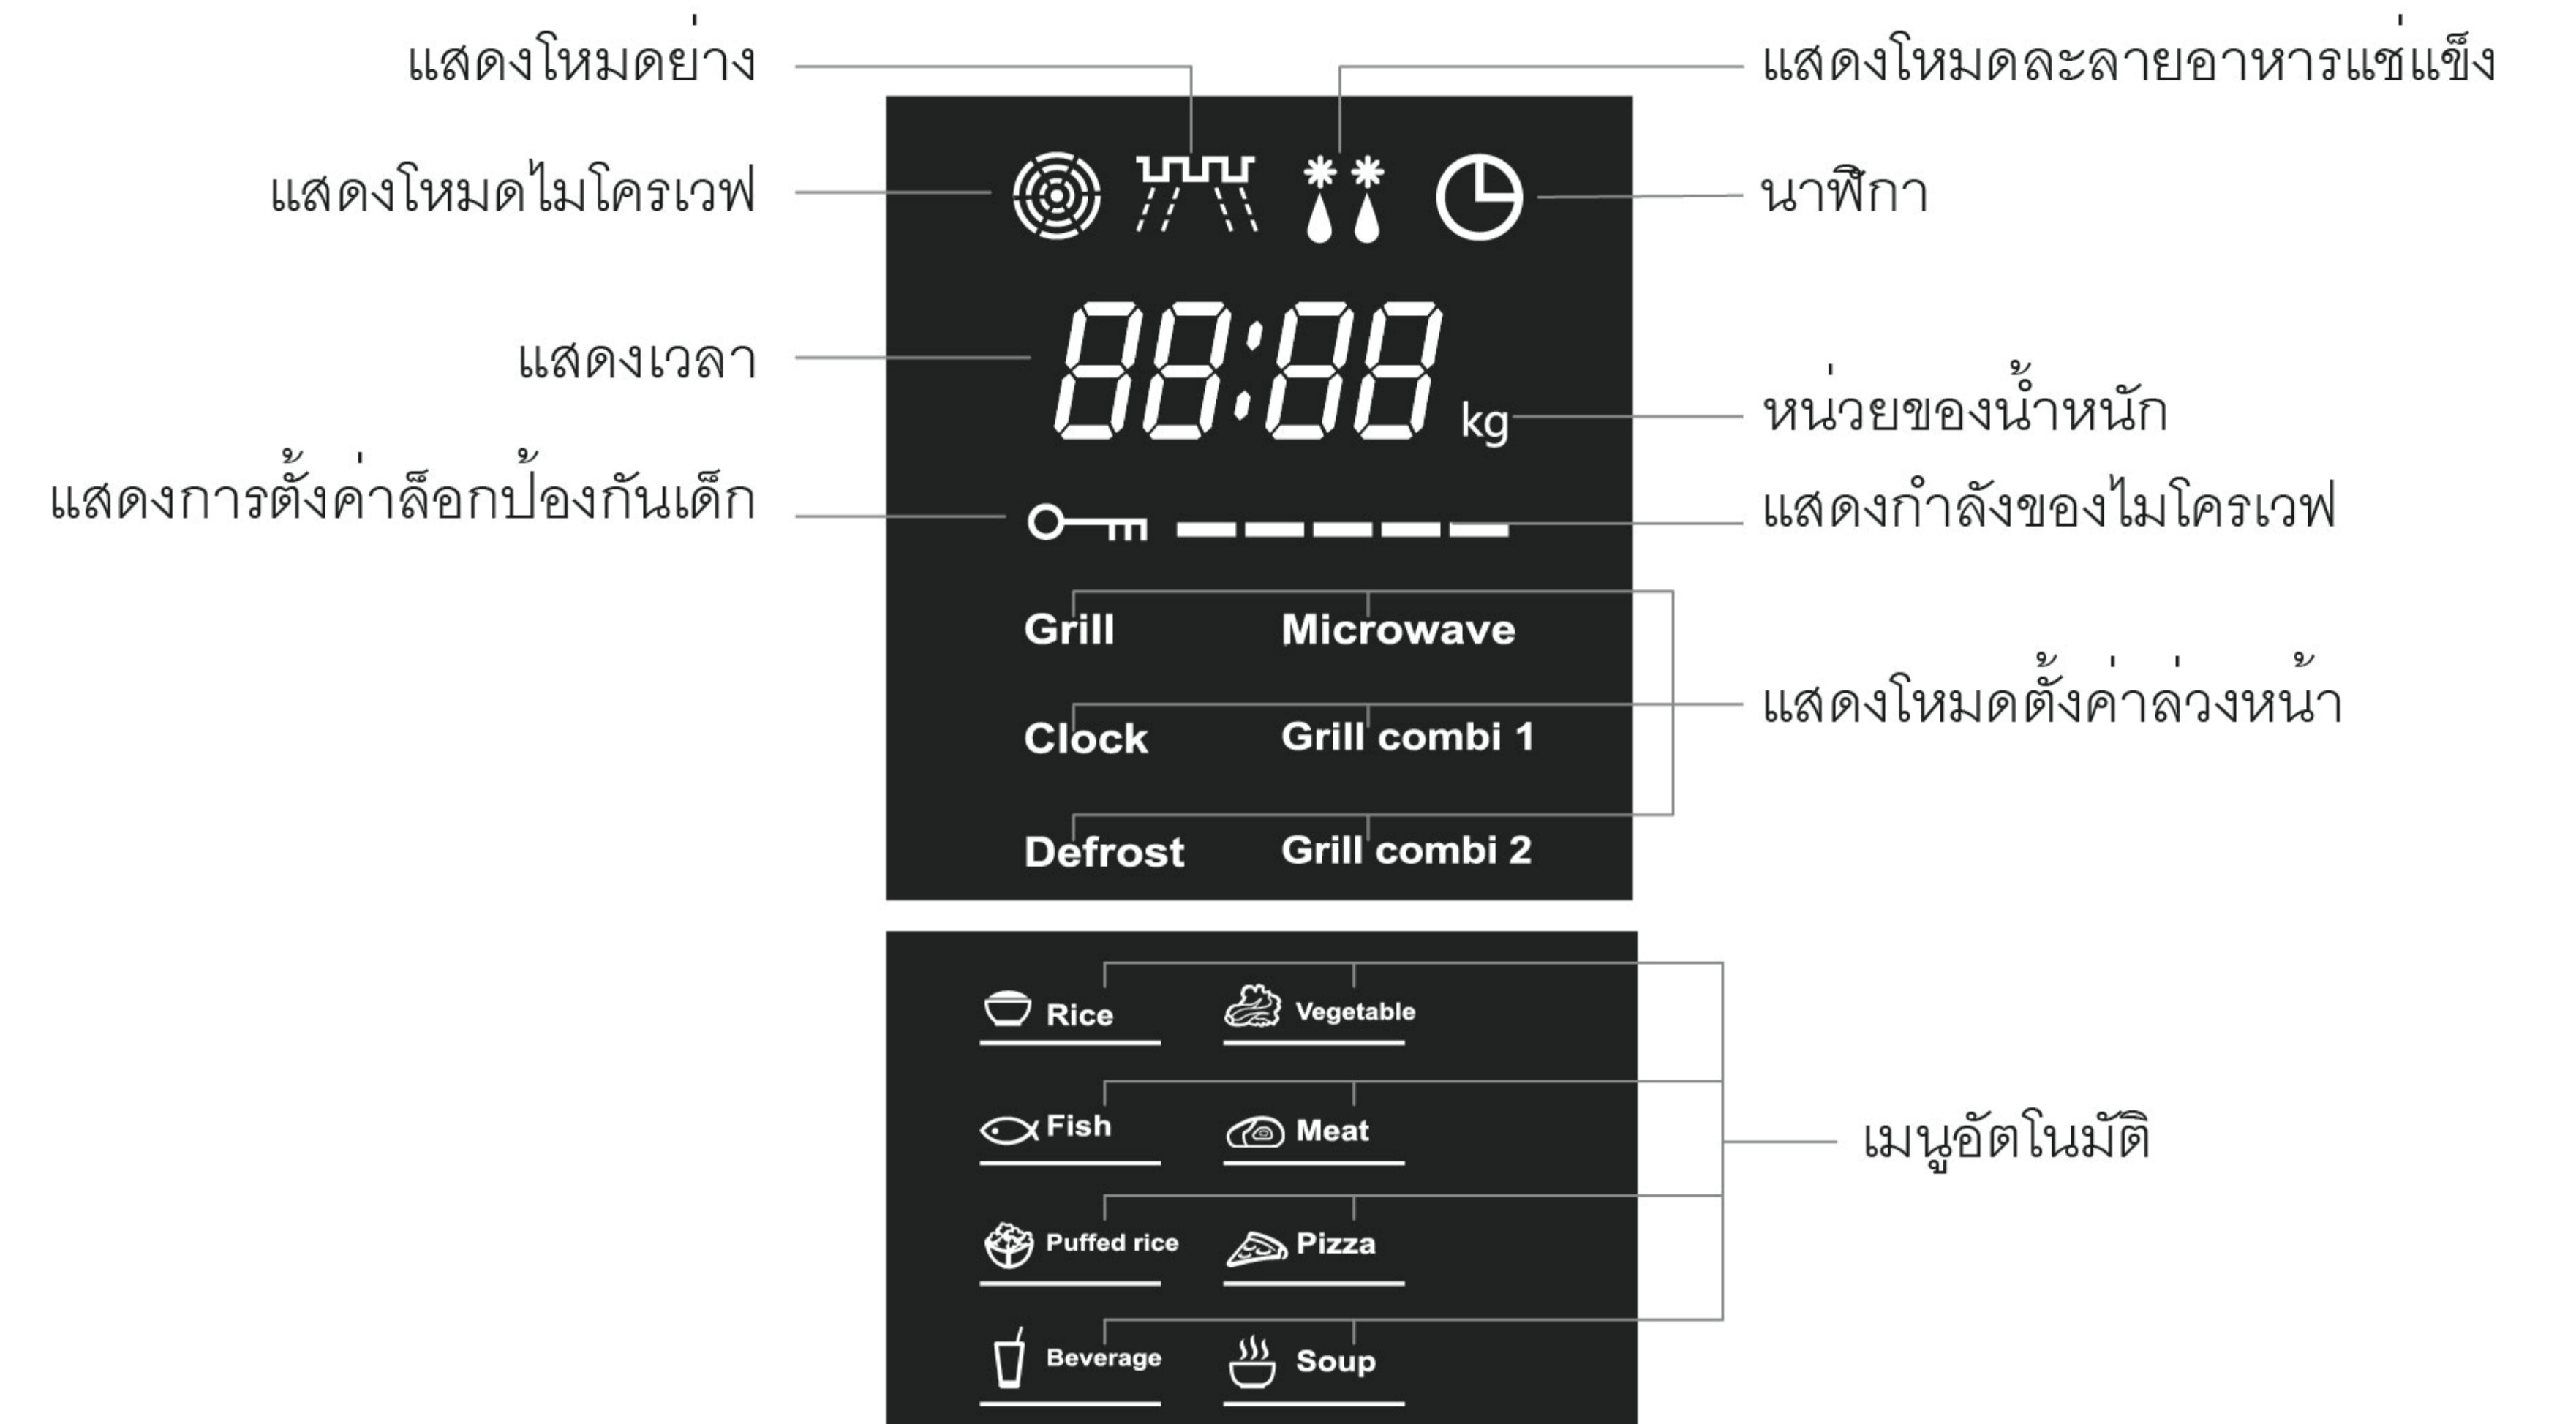 แสดงโหมดย่าง
แสดงโหมดละลายอาหารแช่แข็ง
แสดงโหมดไมโครเวฟ
นาฬิกา
แสดงเวลา
88:88
kg
หน่วยของน้ำหนัก
แสดงการตั้งค่าล็อกป้องกันเด็ก
แสดงกำลังของไมโครเวฟ
Grill
Microwave
แสดงโหมดตั้งค่าล่วงหน้า
Clock
Grill combi 1
Defrost
Grill combi 2
Rice
Vegetable
Fish
Meat
เมนูอัตโนมัติ
Puffed rice
Pizza
Beverage
Soup